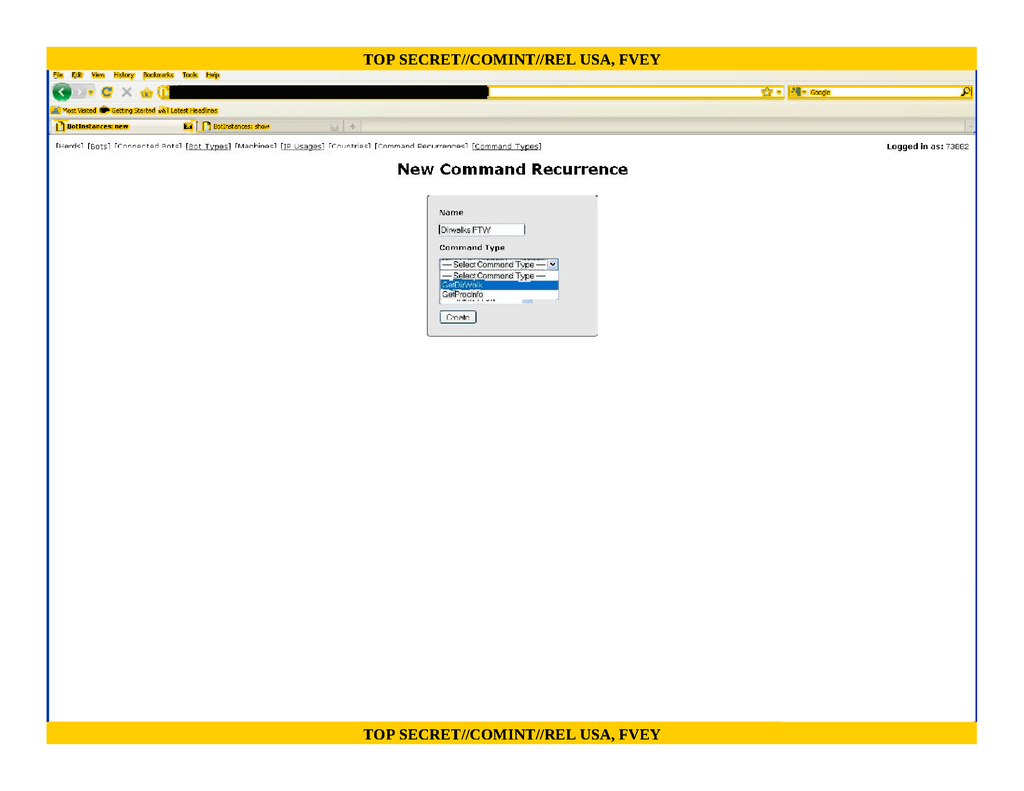 TOP SECRET//COMINT//REL USA, FVEY
File Edit View History Bookmarks Tools Help
Google
Most Visited Getting Started Latest Headlines
BotInstances: new BotInstances: show
[Herds] [Bots] [Connected Bots] [Bot Types] [Machines] [IP Usages] [Countries] [Command Recurrences] [Command Types] Logged in as: 73882
New Command Recurrence
Name
Dirwalks FTW
Command Type
— Select Command Type —
— Select Command Type —
GetDirWalk
GetProcInfo
Create
TOP SECRET//COMINT//REL USA, FVEY